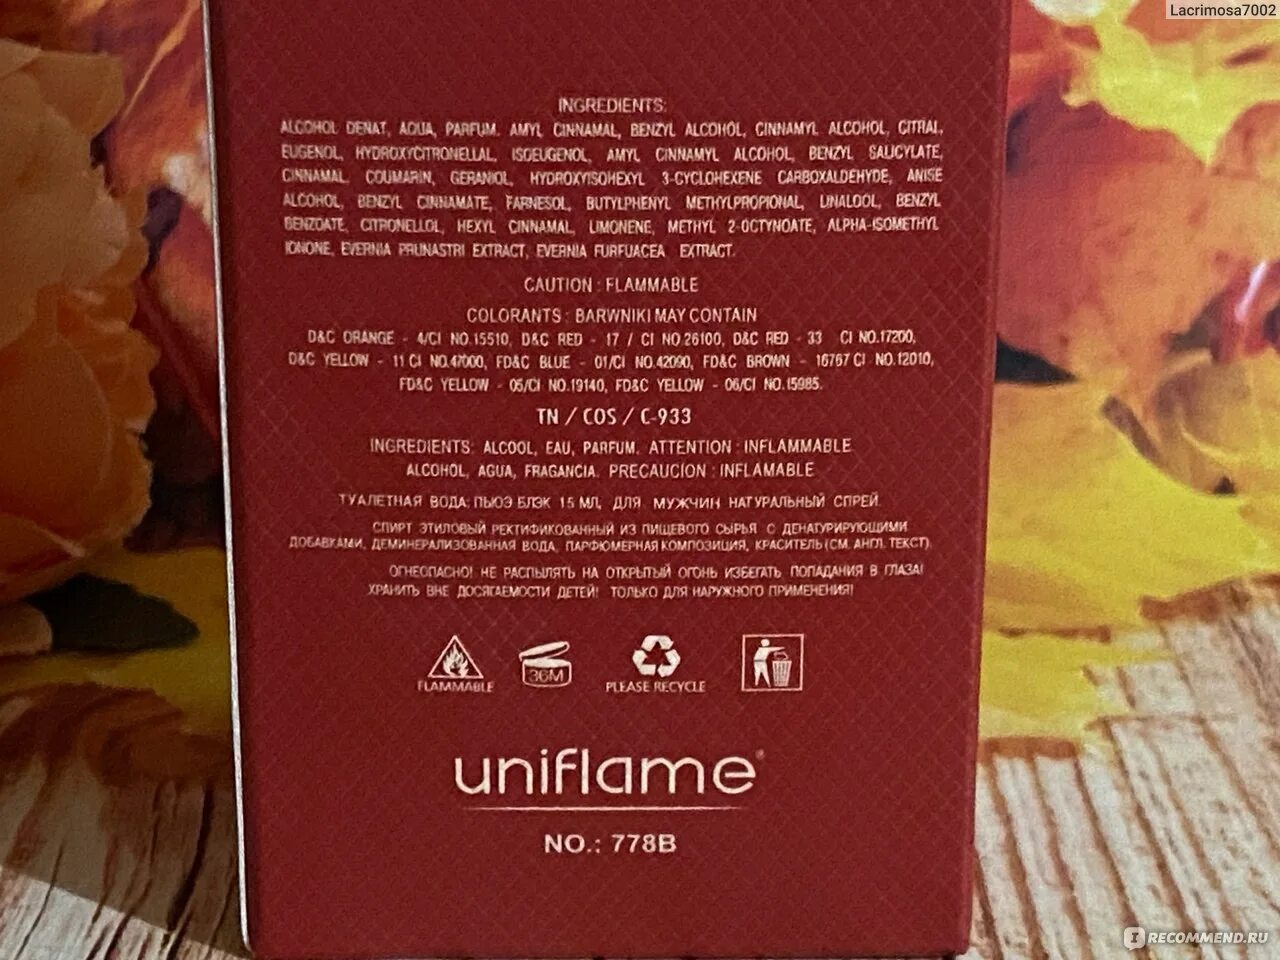 Lacrimosa7002
INGREDIENTS:
ALCOHOL DENAT, AQUA, PARFUM. AMYL CINNAMAL, BENZYL ALCOHOL, CINNAMYL ALCOHOL, CITRAL,
EUGENOL, HYDROXYCITRONELLAL, ISOEUGENOL, AMYL CINNAMYL ALCOHOL, BENZYL SALICYLATE,
CINNAMAL, COUMARIN, GERANIOL, HYDROXYISOHEXYL 3-CYCLOHEXENE CARBOXALDEHYDE, ANISE
ALCOHOL, BENZYL CINNAMATE, FARNESOL, BUTYLPHENYL METHYLPROPIONAL, LINALOOL, BENZYL
BENZOATE, CITRONELLOL, HEXYL CINNAMAL, LIMONENE, METHYL 2-OCTYNOATE, ALPHA-ISOMETHYL
IONONE, EVERNIA PRUNASTRI EXTRACT, EVERNIA FURFUACEA EXTRACT.
CAUTION : FLAMMABLE
COLORANTS : BARWNIKI MAY CONTAIN
D&C ORANGE - 4/CI NO.15510, D&C RED - 17 / CI NO.26100, D&C RED - 33 CI NO.17200,
D&C YELLOW - 11 CI NO.47000, FD&C BLUE - 01/CI NO.42090, FD&C BROWN - 16767 CI NO.12010,
FD&C YELLOW - 05/CI NO.19140, FD&C YELLOW - 06/CI NO.15985.
TN / COS / C-933
INGREDIENTS: ALCOOL, EAU, PARFUM. ATTENTION : INFLAMMABLE
ALCOHOL, AGUA, FRAGANCIA. PRECAUCION : INFLAMABLE
ТУАЛЕТНАЯ ВОДА: ПЬЮЭ БЛЭК 15 МЛ, ДЛЯ МУЖЧИН НАТУРАЛЬНЫЙ СПРЕЙ.
СПИРТ ЭТИЛОВЫЙ РЕКТИФИКОВАННЫЙ ИЗ ПИЩЕВОГО СЫРЬЯ С ДЕНАТУРИРУЮЩИМИ
ДОБАВКАМИ, ДЕМИНЕРАЛИЗОВАННАЯ ВОДА, ПАРФЮМЕРНАЯ КОМПОЗИЦИЯ, КРАСИТЕЛЬ (СМ. АНГЛ. ТЕКСТ).
ОГНЕОПАСНО! НЕ РАСПЫЛЯТЬ НА ОТКРЫТЫЙ ОГОНЬ ИЗБЕГАТЬ ПОПАДАНИЯ В ГЛАЗА!
ХРАНИТЬ ВНЕ ДОСЯГАЕМОСТИ ДЕТЕЙ! ТОЛЬКО ДЛЯ НАРУЖНОГО ПРИМЕНЕНИЯ!
36M
FLAMMABLE
PLEASE RECYCLE
uniflame®
NO.: 778B
IRECOMMEND.RU